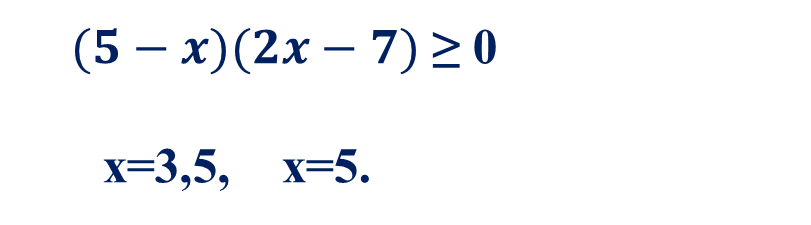 (5 − x)(2x − 7) ≥ 0
x=3,5, x=5.